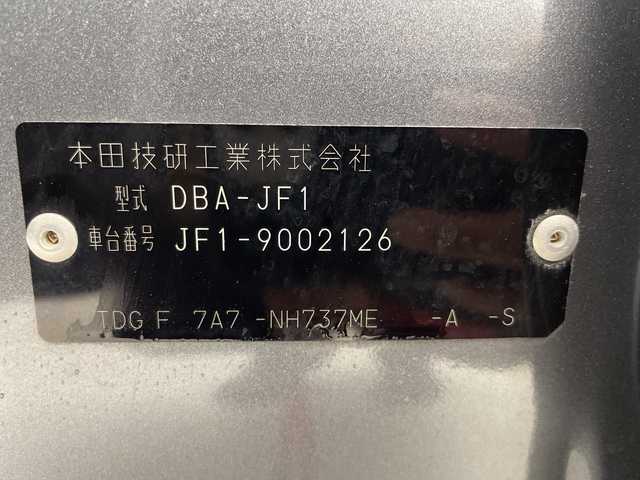 本田技研工業株式会社
型式 DBA-JF1
車台番号 JF1-9002126
TDG F 7A7 -NH737ME -A -S